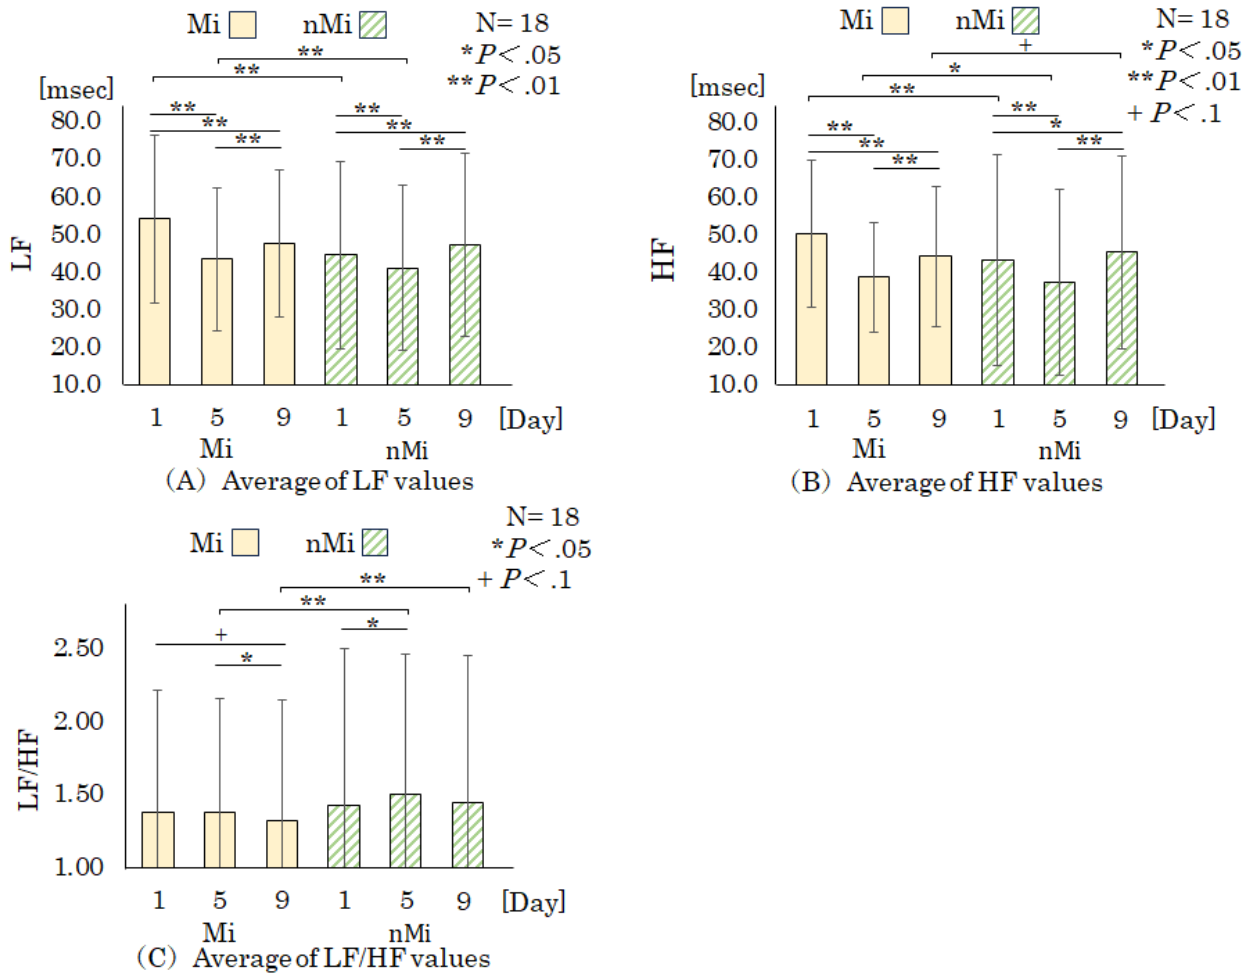 Mi nMi N= 18
*P< .05
**P< .01
**
**
[msec]
** **
** **
** **
80.0
70.0
60.0
50.0
40.0
30.0
20.0
10.0
LF
1 5 9 1 5 9 [Day]
Mi nMi
(A) Average of LF values
Mi nMi N= 18
*P< .05
**P< .01
+ P< .1
+
*
**
[msec]
** **
** *
** **
80.0
70.0
60.0
50.0
40.0
30.0
20.0
10.0
HF
1 5 9 1 5 9 [Day]
Mi nMi
(B) Average of HF values
Mi nMi N= 18
*P< .05
+ P< .1
**
**
+ *
*
2.50
2.00
1.50
1.00
LF/HF
1 5 9 1 5 9 [Day]
Mi nMi
(C) Average of LF/HF values